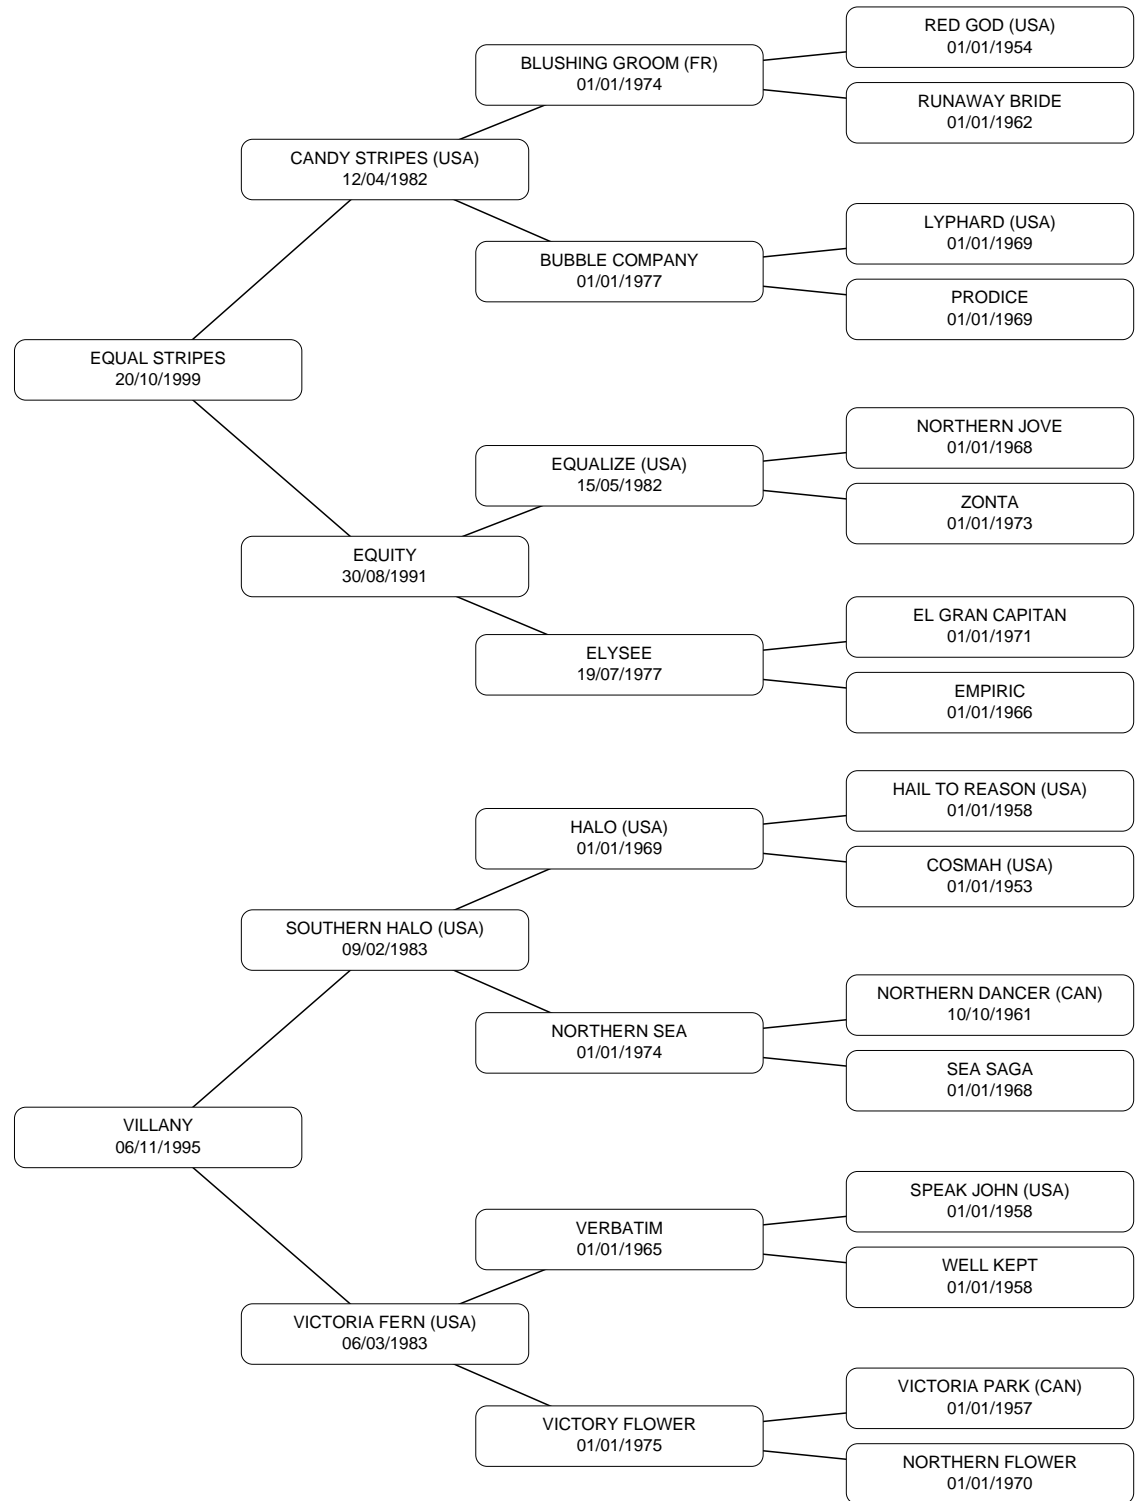 RED GOD (USA)
01/01/1954
BLUSHING GROOM (FR)
01/01/1974
RUNAWAY BRIDE
01/01/1962
CANDY STRIPES (USA)
12/04/1982
LYPHARD (USA)
01/01/1969
BUBBLE COMPANY
01/01/1977
PRODICE
01/01/1969
EQUAL STRIPES
20/10/1999
NORTHERN JOVE
01/01/1968
EQUALIZE (USA)
15/05/1982
ZONTA
01/01/1973
EQUITY
30/08/1991
EL GRAN CAPITAN
01/01/1971
ELYSEE
19/07/1977
EMPIRIC
01/01/1966
HAIL TO REASON (USA)
01/01/1958
HALO (USA)
01/01/1969
COSMAH (USA)
01/01/1953
SOUTHERN HALO (USA)
09/02/1983
NORTHERN DANCER (CAN)
10/10/1961
NORTHERN SEA
01/01/1974
SEA SAGA
01/01/1968
VILLANY
06/11/1995
SPEAK JOHN (USA)
01/01/1958
VERBATIM
01/01/1965
WELL KEPT
01/01/1958
VICTORIA FERN (USA)
06/03/1983
VICTORIA PARK (CAN)
01/01/1957
VICTORY FLOWER
01/01/1975
NORTHERN FLOWER
01/01/1970